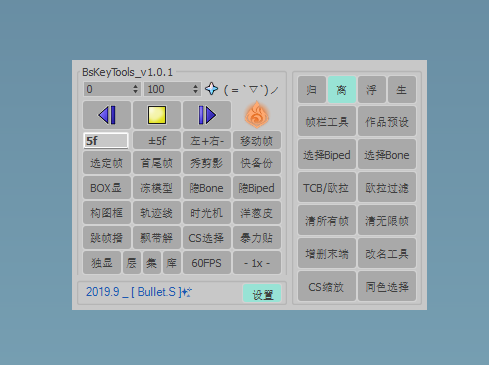 BsKeyTools_v1.0.1
0 100 ( = ˋ▽ˊ)ノ
5f ±5f 左+右- 移动帧
选定帧 首尾帧 秀剪影 快备份
BOX显 冻模型 隐Bone 隐Biped
构图框 轨迹线 时光机 洋葱皮
跳帧播 飘带解 CS选择 暴力贴
独显 层 集 库 60FPS - 1x -
2019.9 _ [ Bullet.S ] 设置
归 离 浮 生
帧栏工具 作品预设
选择Biped 选择Bone
TCB/欧拉 欧拉过滤
清所有帧 清无限帧
增删末端 改名工具
CS缩放 同色选择